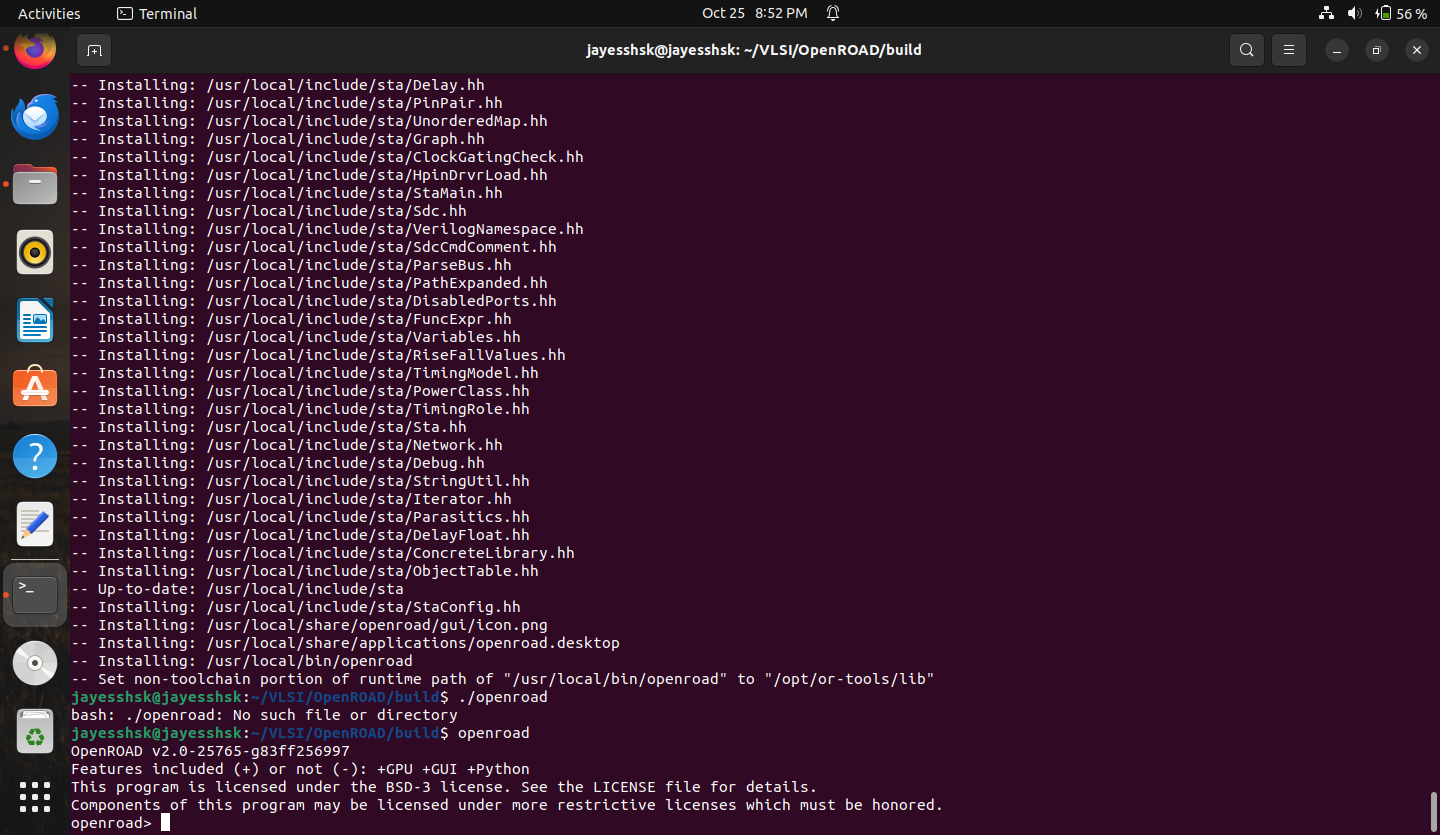 Activities
Terminal
Oct 25 8:52 PM
56 %
jayesshsk@jayesshsk: ~/VLSI/OpenROAD/build
-- Installing: /usr/local/include/sta/Delay.hh
-- Installing: /usr/local/include/sta/PinPair.hh
-- Installing: /usr/local/include/sta/UnorderedMap.hh
-- Installing: /usr/local/include/sta/Graph.hh
-- Installing: /usr/local/include/sta/ClockGatingCheck.hh
-- Installing: /usr/local/include/sta/HpinDrvrLoad.hh
-- Installing: /usr/local/include/sta/StaMain.hh
-- Installing: /usr/local/include/sta/Sdc.hh
-- Installing: /usr/local/include/sta/VerilogNamespace.hh
-- Installing: /usr/local/include/sta/SdcCmdComment.hh
-- Installing: /usr/local/include/sta/ParseBus.hh
-- Installing: /usr/local/include/sta/PathExpanded.hh
-- Installing: /usr/local/include/sta/DisabledPorts.hh
-- Installing: /usr/local/include/sta/FuncExpr.hh
-- Installing: /usr/local/include/sta/Variables.hh
-- Installing: /usr/local/include/sta/RiseFallValues.hh
-- Installing: /usr/local/include/sta/TimingModel.hh
-- Installing: /usr/local/include/sta/PowerClass.hh
-- Installing: /usr/local/include/sta/TimingRole.hh
-- Installing: /usr/local/include/sta/Sta.hh
-- Installing: /usr/local/include/sta/Network.hh
-- Installing: /usr/local/include/sta/Debug.hh
-- Installing: /usr/local/include/sta/StringUtil.hh
-- Installing: /usr/local/include/sta/Iterator.hh
-- Installing: /usr/local/include/sta/Parasitics.hh
-- Installing: /usr/local/include/sta/DelayFloat.hh
-- Installing: /usr/local/include/sta/ConcreteLibrary.hh
-- Installing: /usr/local/include/sta/ObjectTable.hh
-- Up-to-date: /usr/local/include/sta
-- Installing: /usr/local/include/sta/StaConfig.hh
-- Installing: /usr/local/share/openroad/gui/icon.png
-- Installing: /usr/local/share/applications/openroad.desktop
-- Installing: /usr/local/bin/openroad
-- Set non-toolchain portion of runtime path of "/usr/local/bin/openroad" to "/opt/or-tools/lib"
jayesshsk@jayesshsk:~/VLSI/OpenROAD/build$ ./openroad
bash: ./openroad: No such file or directory
jayesshsk@jayesshsk:~/VLSI/OpenROAD/build$ openroad
OpenROAD v2.0-25765-g83ff256997
Features included (+) or not (-): +GPU +GUI +Python
This program is licensed under the BSD-3 license. See the LICENSE file for details.
Components of this program may be licensed under more restrictive licenses which must be honored.
openroad>